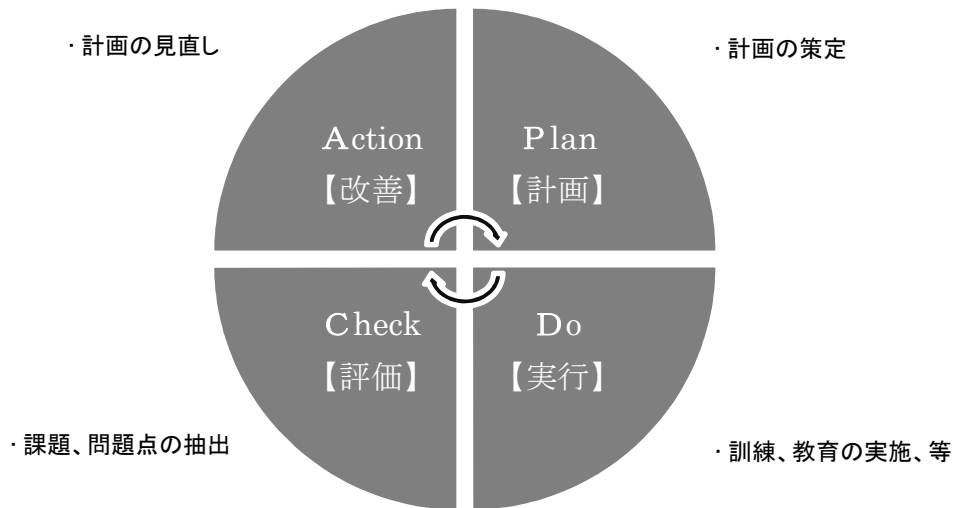 ・計画の見直し
・計画の策定
Action
【改善】
Plan
【計画】
Check
【評価】
Do
【実行】
・課題、問題点の抽出
・訓練、教育の実施、等